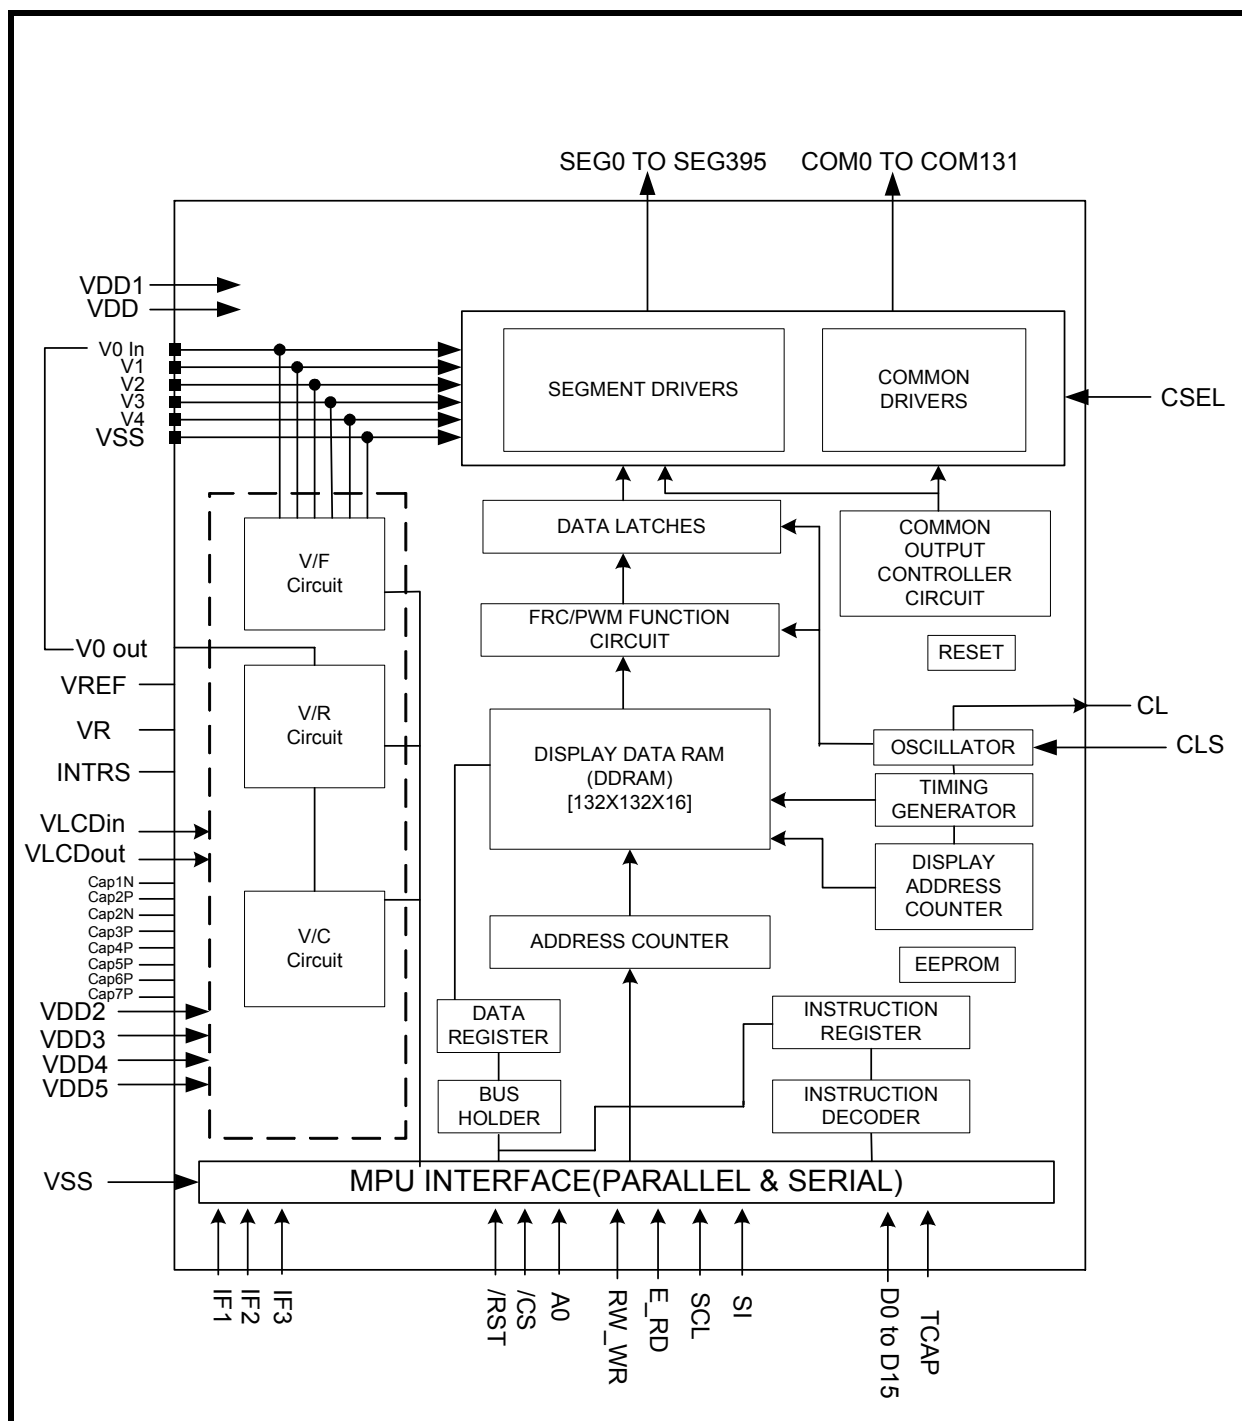 SEG0 TO SEG395 COM0 TO COM131
VDD1
VDD
V0 In
V1
V2
V3
V4
VSS
SEGMENT DRIVERS
COMMON
DRIVERS
CSEL
DATA LATCHES
COMMON
OUTPUT
CONTROLLER
CIRCUIT
V/F
Circuit
FRC/PWM FUNCTION
CIRCUIT
RESET
V0 out
VREF
VR
INTRS
V/R
Circuit
DISPLAY DATA RAM
(DDRAM)
[132X132X16]
OSCILLATOR
CL
CLS
TIMING
GENERATOR
DISPLAY
ADDRESS
COUNTER
VLCDin
VLCDout
Cap1N
Cap2P
Cap2N
Cap3P
Cap4P
Cap5P
Cap6P
Cap7P
VDD2
VDD3
VDD4
VDD5
V/C
Circuit
ADDRESS COUNTER
EEPROM
DATA
REGISTER
INSTRUCTION
REGISTER
BUS
HOLDER
INSTRUCTION
DECODER
VSS
MPU INTERFACE(PARALLEL & SERIAL)
IF1
IF2
IF3
/RST
/CS
A0
RW_WR
E_RD
SCL
SI
D0 to D15
TCAP